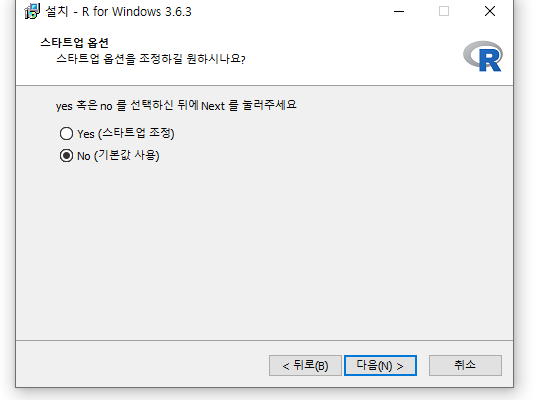 설치 - R for Windows 3.6.3
스타트업 옵션
스타트업 옵션을 조정하길 원하시나요?
R
yes 혹은 no 를 선택하신 뒤에 Next 를 눌러주세요
Yes (스타트업 조정)
No (기본값 사용)
< 뒤로(B)
다음(N) >
취소